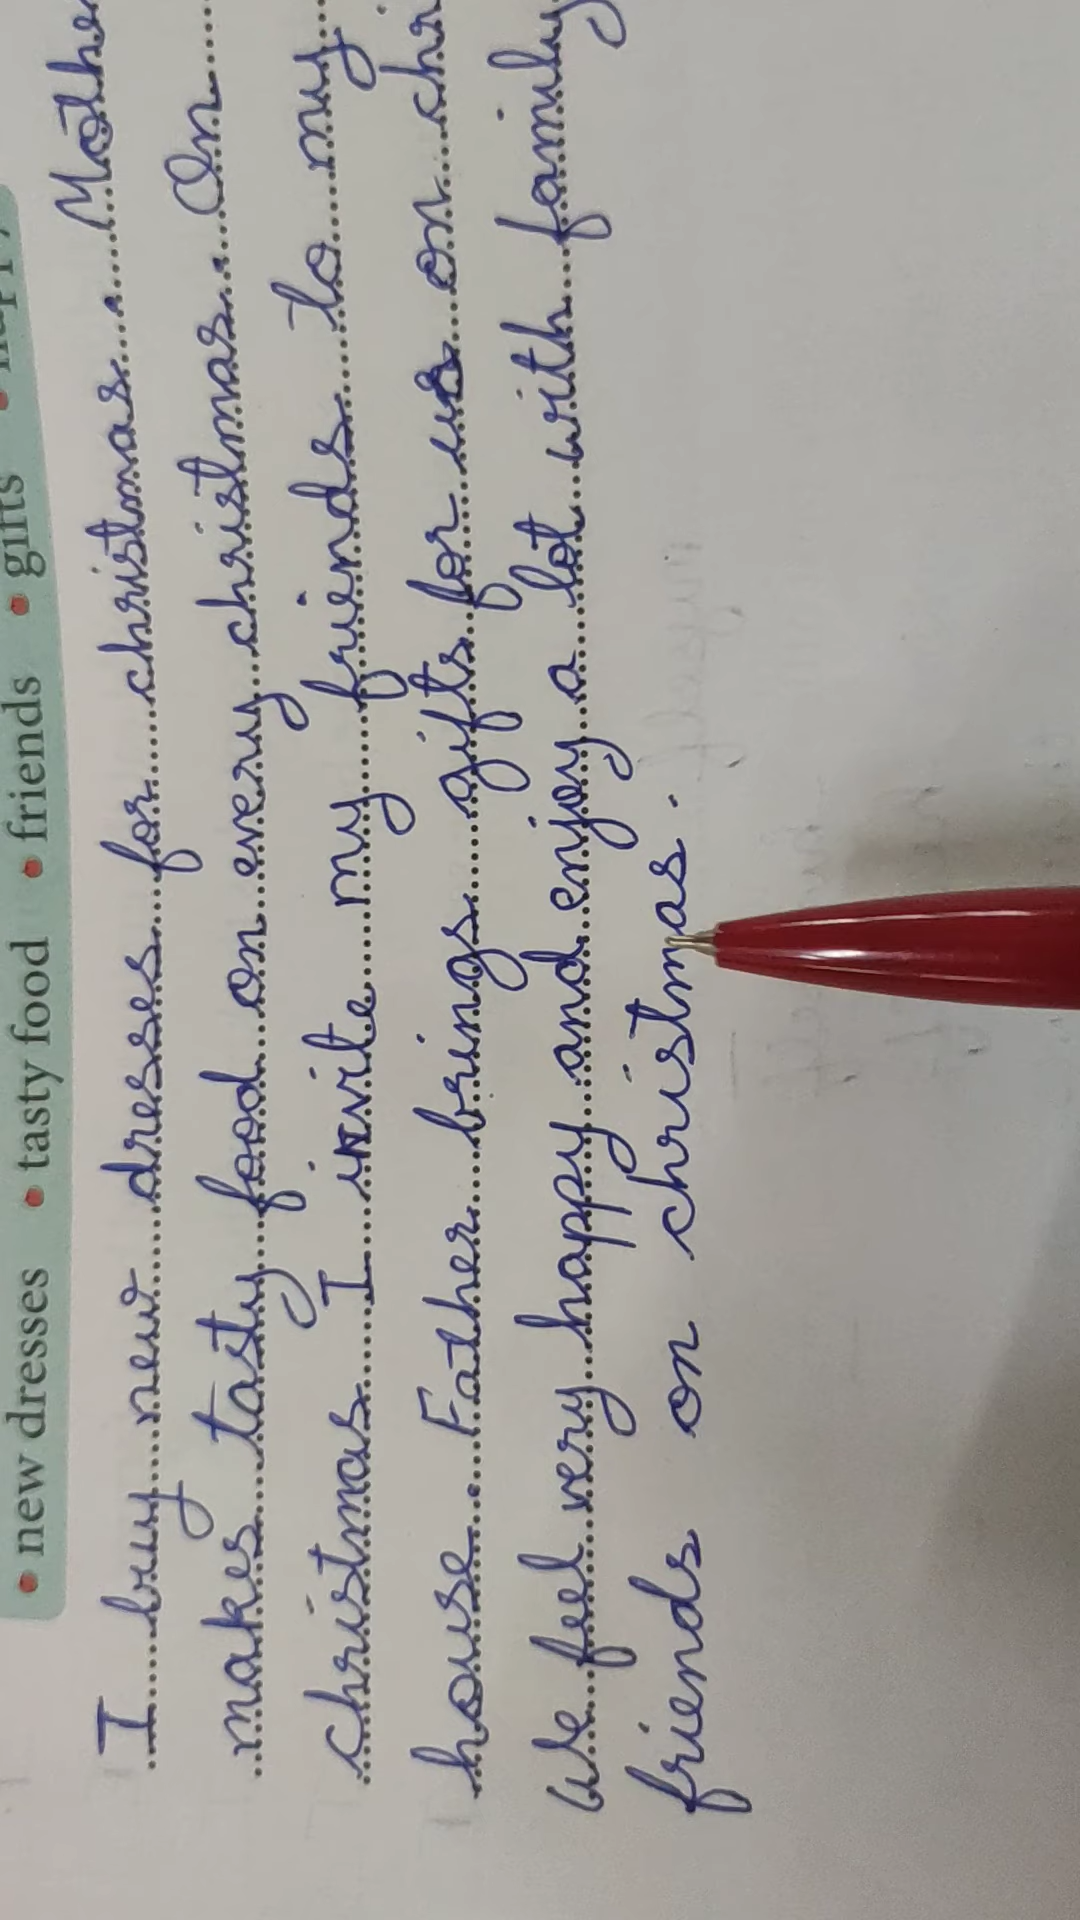 • new dresses • tasty food • friends • gifts
I buy new dresses for christmas. Mothe
makes tasty food on every christmas. On
christmas I invite my friends to my
house. Father brings gifts for us on chri
We feel very happy and enjoy a lot with family
friends on christmas.